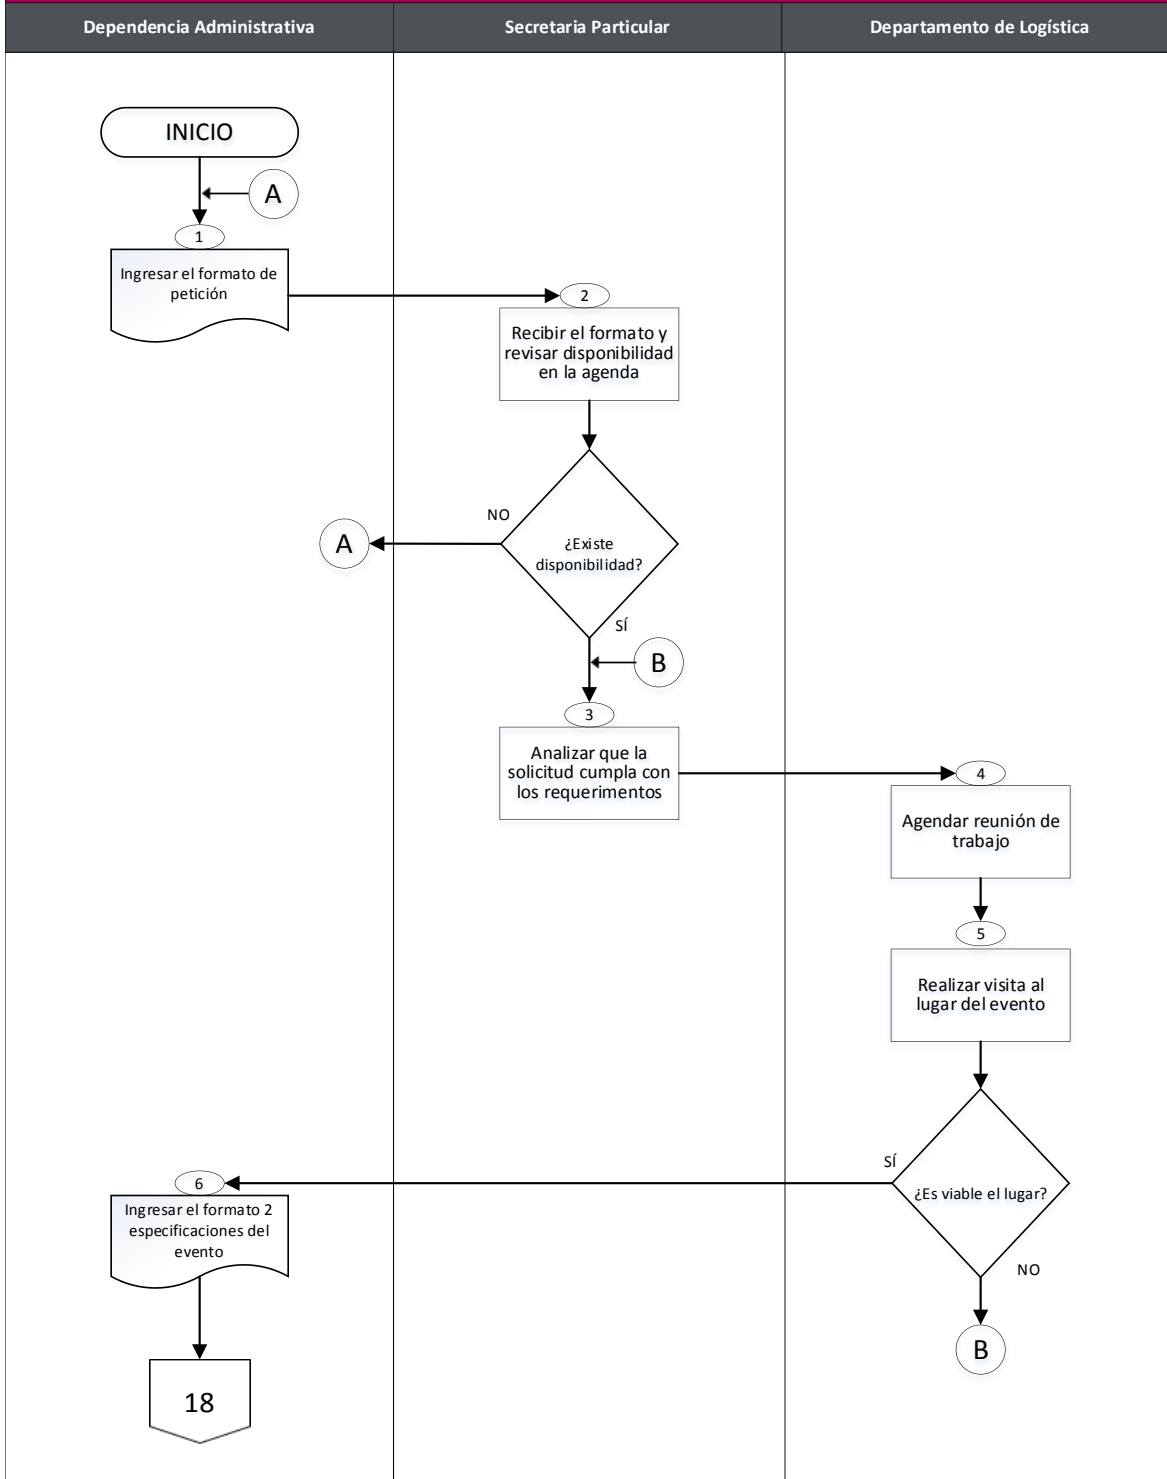 Dependencia Administrativa
Secretaria Particular
Departamento de Logística
INICIO
A
1
Ingresar el formato de
petición
2
Recibir el formato y
revisar disponibilidad
en la agenda
NO
A
¿Existe
disponibilidad?
SÍ
B
3
Analizar que la
solicitud cumpla con
los requerimentos
4
Agendar reunión de
trabajo
5
Realizar visita al
lugar del evento
SÍ
¿Es viable el lugar?
NO
B
6
Ingresar el formato 2
especificaciones del
evento
18